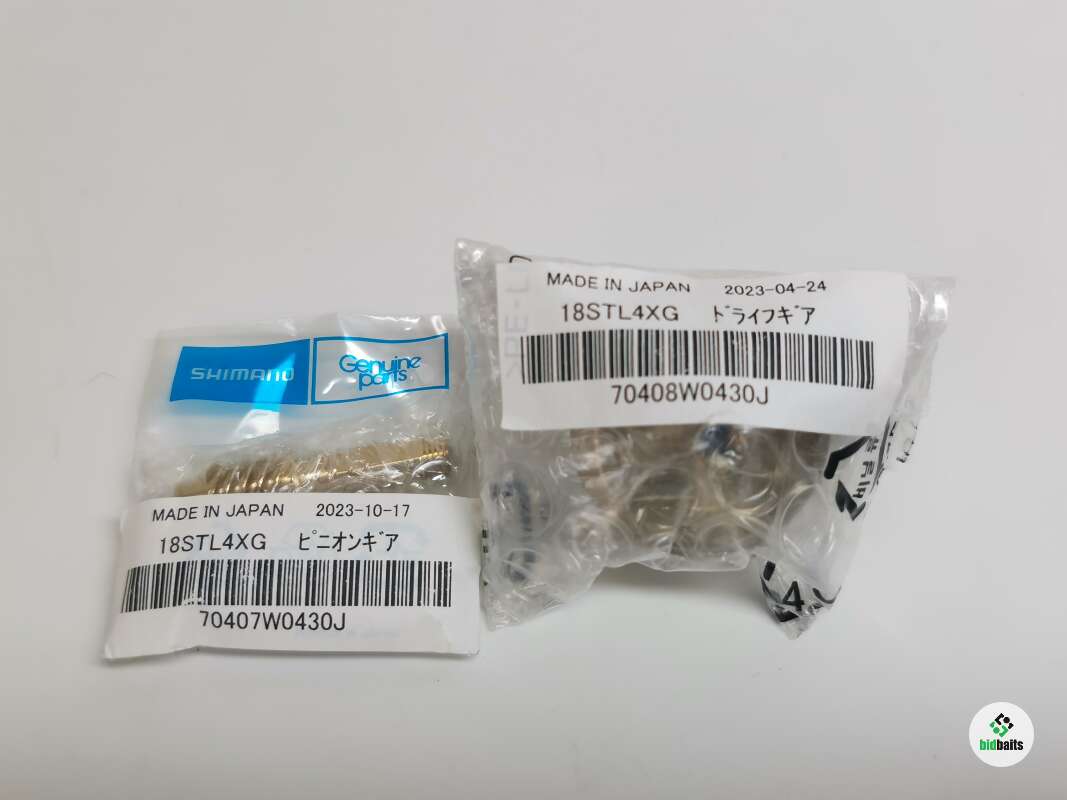 SHIMANO
Genuine
parts
MADE IN JAPAN 2023-10-17
18STL4XG ﾋﾟﾆオﾝｷﾞｱ
70407W0430J
MADE IN JAPAN 2023-04-24
18STL4XG ﾄﾞﾗｲﾌｷﾞｱ
70408W0430J
bidbaits